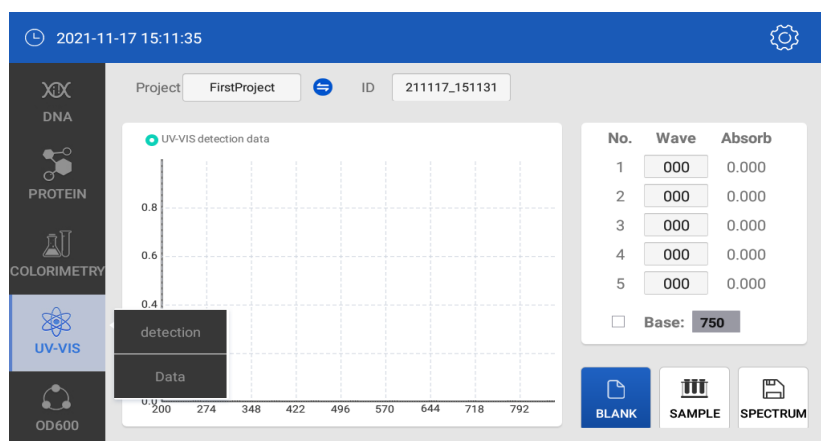 2021-11-17 15:11:35
DNA
PROTEIN
COLORIMETRY
UV-VIS
OD600
Project FirstProject ID 211117_151131
UV-VIS detection data
0.8
0.6
0.4
0.0
200 274 348 422 496 570 644 718 792
detection
Data
No. Wave Absorb
1 000 0.000
2 000 0.000
3 000 0.000
4 000 0.000
5 000 0.000
Base: 750
BLANK SAMPLE SPECTRUM